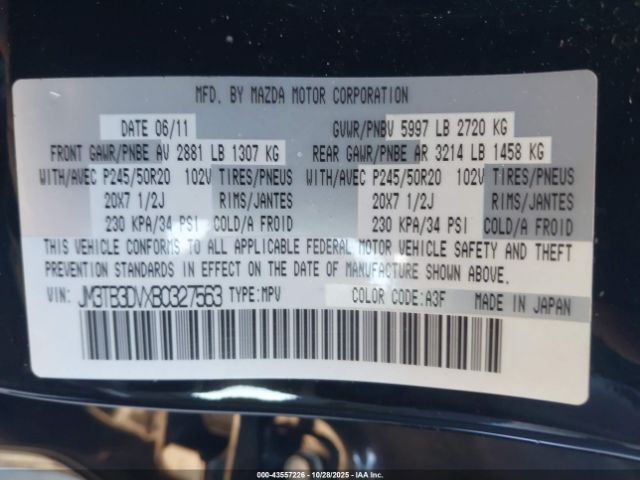 MFD. BY MAZDA MOTOR CORPORATION
DATE 06/11 GVWR/PNBV 5997 LB 2720 KG
FRONT GAWR/PNBE AV 2881 LB 1307 KG REAR GAWR/PNBE AR 3214 LB 1458 KG
WITH/AVEC P245/50R20 102V TIRES/PNEUS WITH/AVEC P245/50R20 102V TIRES/PNEUS
20X7 1/2J RIMS/JANTES 20X7 1/2J RIMS/JANTES
230 KPA/34 PSI COLD/A FROID 230 KPA/34 PSI COLD/A FROID
THIS VEHICLE CONFORMS TO ALL APPLICABLE FEDERAL MOTOR VEHICLE SAFETY AND THEFT
PREVENTION STANDARDS IN EFFECT ON THE DATE OF MANUFACTURE SHOWN ABOVE.
VIN: JM3TB3DVXB0327563 TYPE:MPV COLOR CODE:A3F MADE IN JAPAN
000-43557226 - 10/28/2025 - IAAI.COM